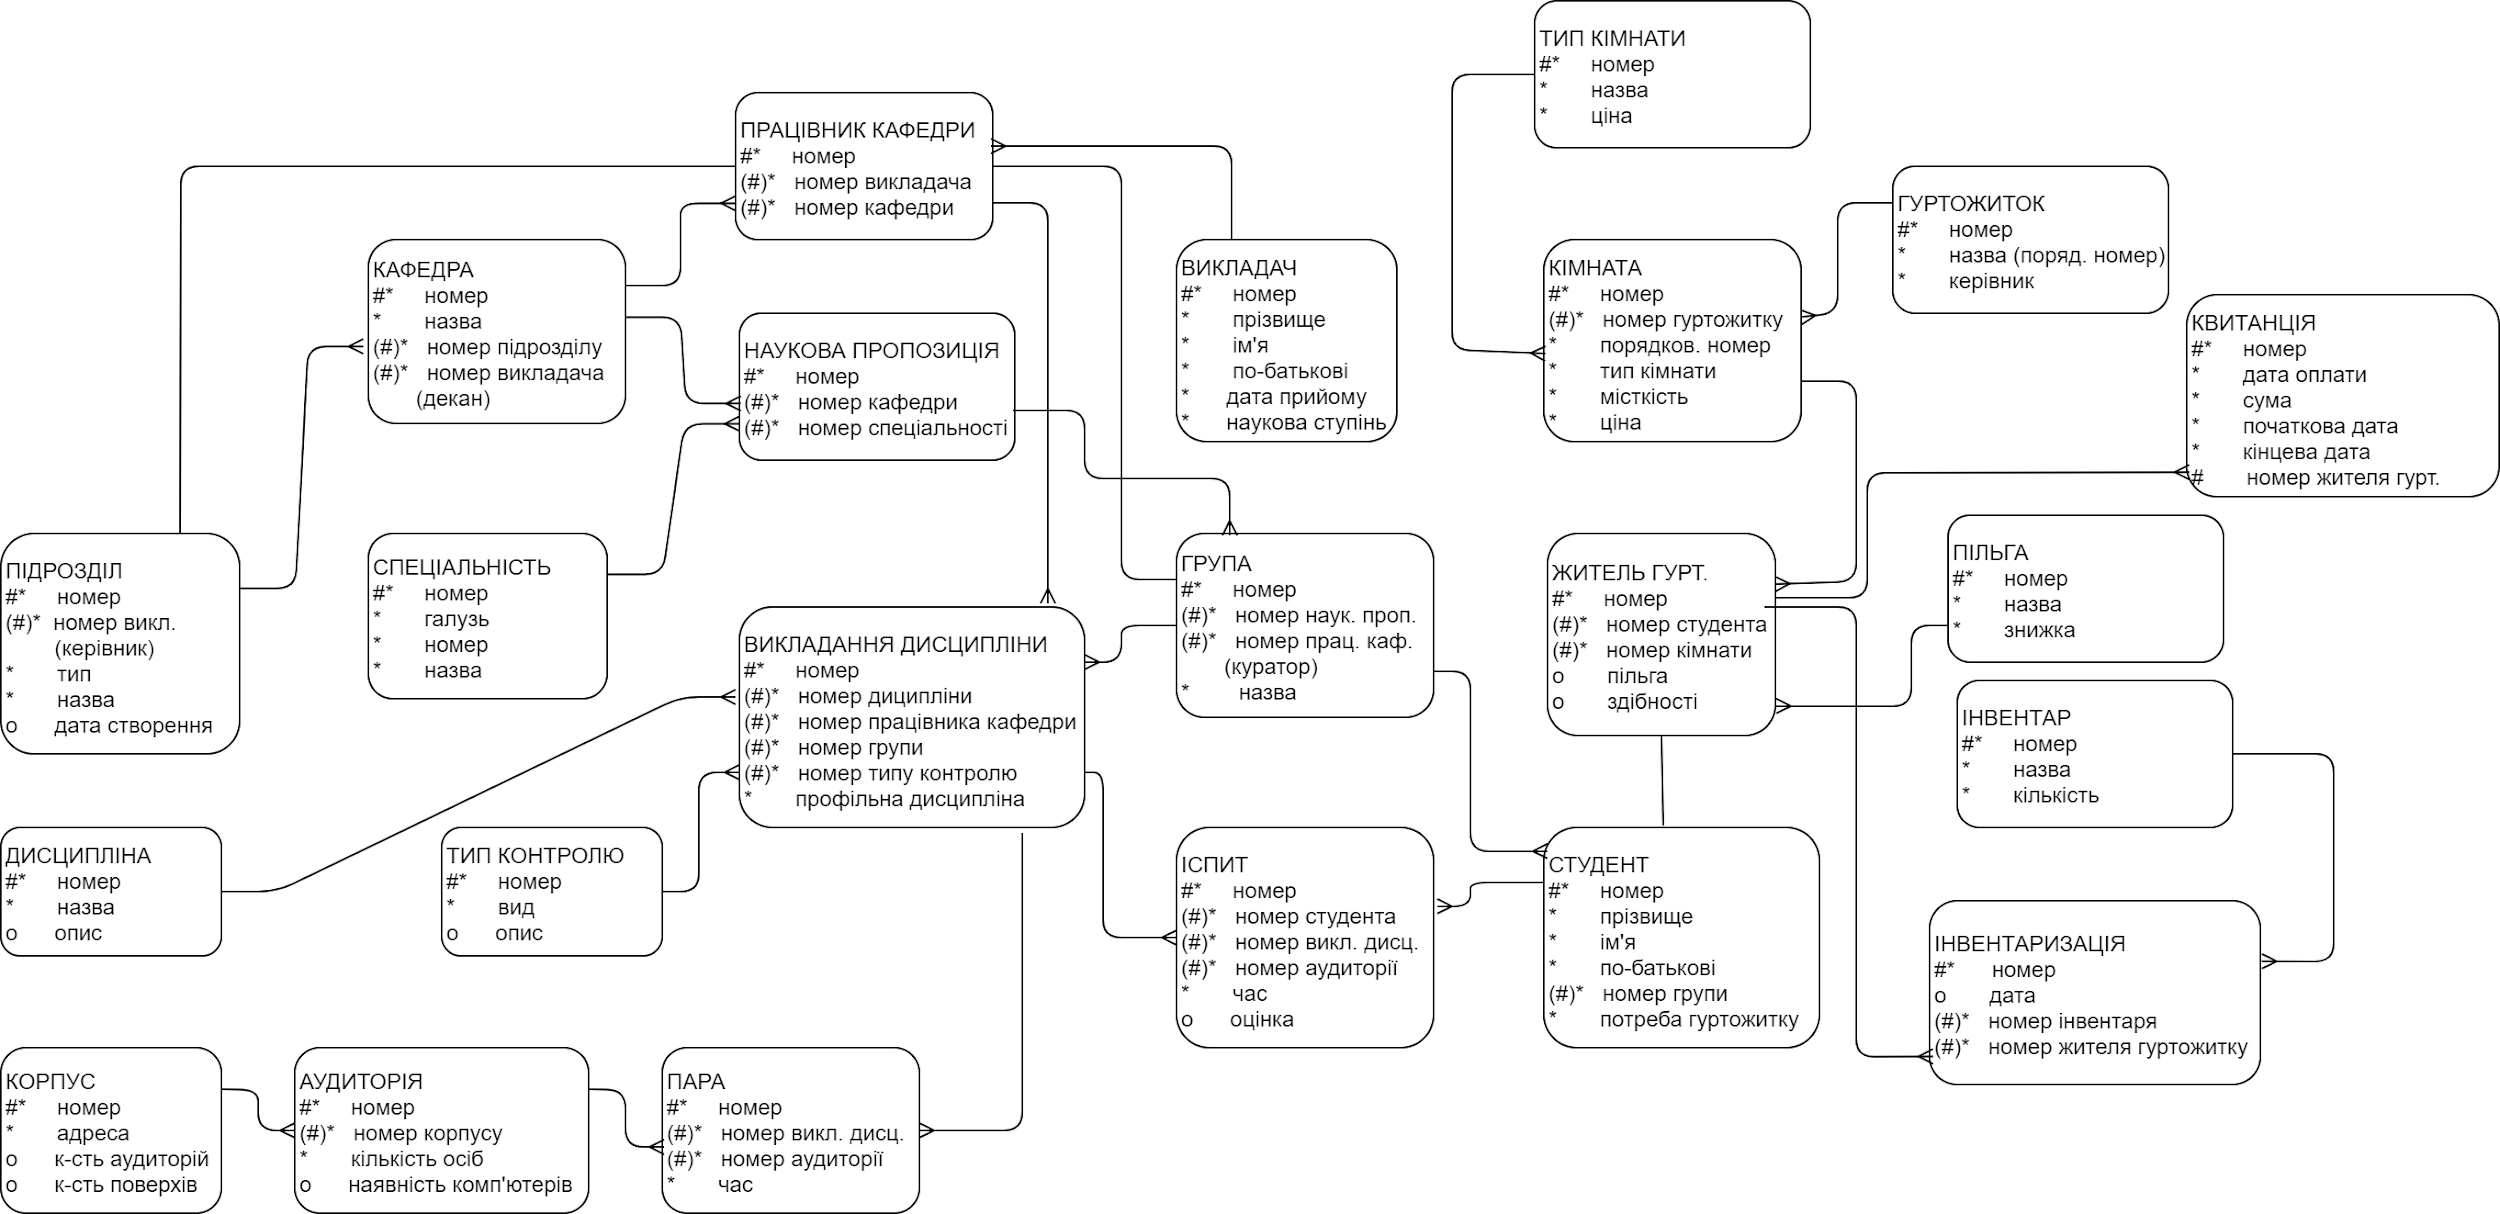 ТИП КІМНАТИ
#* номер
* назва
* ціна
ПРАЦІВНИК КАФЕДРИ
#* номер
(#)* номер викладача
(#)* номер кафедри
ГУРТОЖИТОК
#* номер
* назва (поряд. номер)
* керівник
КАФЕДРА
#* номер
* назва
(#)* номер підрозділу
(#)* номер викладача
(декан)
ВИКЛАДАЧ
#* номер
* прізвище
* ім'я
* по-батькові
* дата прийому
* наукова ступінь
КІМНАТА
#* номер
(#)* номер гуртожитку
* порядков. номер
* тип кімнати
* місткість
* ціна
КВИТАНЦІЯ
#* номер
* дата оплати
* сума
* початкова дата
* кінцева дата
# номер жителя гурт.
НАУКОВА ПРОПОЗИЦІЯ
#* номер
(#)* номер кафедри
(#)* номер спеціальності
ПІДРОЗДІЛ
#* номер
(#)* номер викл.
(керівник)
* тип
* назва
o дата створення
СПЕЦІАЛЬНІСТЬ
#* номер
* галузь
* номер
* назва
ВИКЛАДАННЯ ДИСЦИПЛІНИ
#* номер
(#)* номер диципліни
(#)* номер працівника кафедри
(#)* номер групи
(#)* номер типу контролю
* профільна дисципліна
ГРУПА
#* номер
(#)* номер наук. проп.
(#)* номер прац. каф.
(куратор)
* назва
ЖИТЕЛЬ ГУРТ.
#* номер
(#)* номер студента
(#)* номер кімнати
o пільга
o здібності
ПІЛЬГА
#* номер
* назва
* знижка
ІНВЕНТАР
#* номер
* назва
* кількість
ДИСЦИПЛІНА
#* номер
* назва
o опис
ТИП КОНТРОЛЮ
#* номер
* вид
o опис
ІСПИТ
#* номер
(#)* номер студента
(#)* номер викл. дисц.
(#)* номер аудиторії
* час
o оцінка
СТУДЕНТ
#* номер
* прізвище
* ім'я
* по-батькові
(#)* номер групи
* потреба гуртожитку
ІНВЕНТАРИЗАЦІЯ
#* номер
o дата
(#)* номер інвентаря
(#)* номер жителя гуртожитку
КОРПУС
#* номер
* адреса
o к-сть аудиторій
o к-сть поверхів
АУДИТОРІЯ
#* номер
(#)* номер корпусу
* кількість осіб
o наявність комп'ютерів
ПАРА
#* номер
(#)* номер викл. дисц.
(#)* номер аудиторії
* час